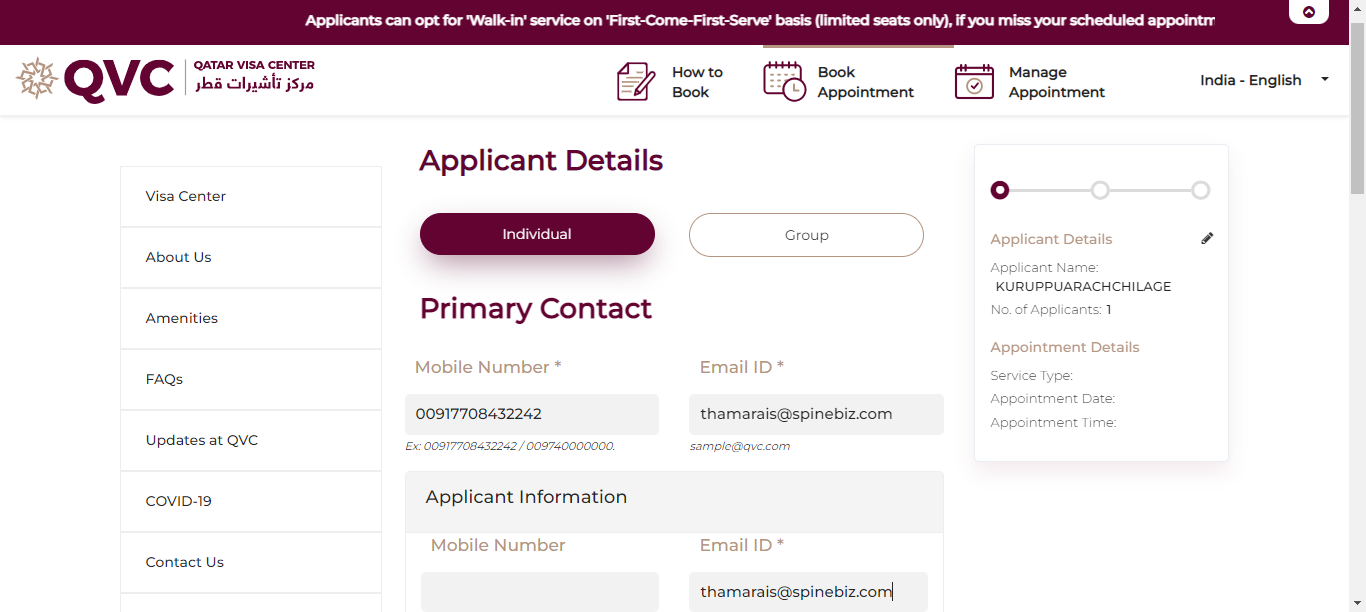 Applicants can opt for 'Walk-in' service on 'First-Come-First-Serve' basis (limited seats only), if you miss your scheduled appointm
QVC
QATAR VISA CENTER
مركز تأشيرات قطر
How to
Book
Book
Appointment
Manage
Appointment
India - English
Visa Center
About Us
Amenities
FAQs
Updates at QVC
COVID-19
Contact Us
Applicant Details
Individual
Group
Primary Contact
Mobile Number *
Email ID *
00917708432242
thamarais@spinebiz.com
Ex: 00917708432242 / 009740000000.
sample@qvc.com
Applicant Information
Mobile Number
Email ID *
thamarais@spinebiz.com
Applicant Details
Applicant Name:
KURUPPUARACHCHILAGE
No. of Applicants: 1
Appointment Details
Service Type:
Appointment Date:
Appointment Time: